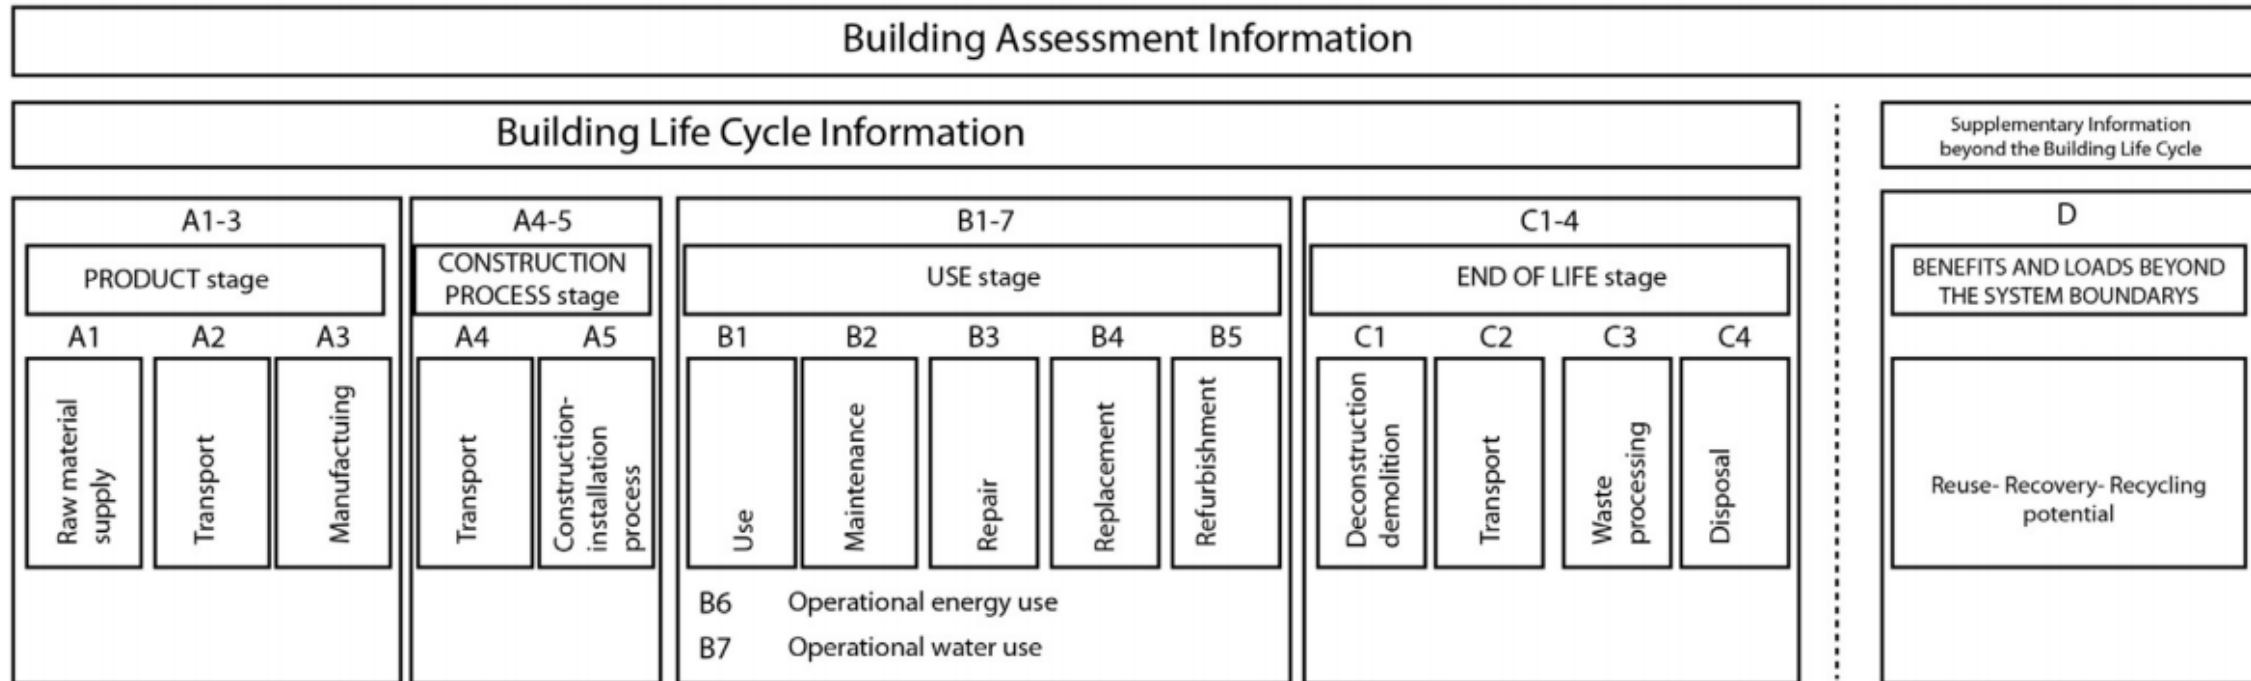 Building Assessment Information
Building Life Cycle Information
Supplementary Information
beyond the Building Life Cycle
A1-3
PRODUCT stage
A1
A2
A3
Raw material
supply
Transport
Manufacturing
A4-5
CONSTRUCTION
PROCESS stage
A4
A5
Transport
Construction-
installation
process
B1-7
USE stage
B1
B2
B3
B4
B5
Use
Maintenance
Repair
Replacement
Refurbishment
B6 Operational energy use
B7 Operational water use
C1-4
END OF LIFE stage
C1
C2
C3
C4
Deconstruction
demolition
Transport
Waste
processing
Disposal
D
BENEFITS AND LOADS BEYOND
THE SYSTEM BOUNDARYS
Reuse- Recovery- Recycling
potential